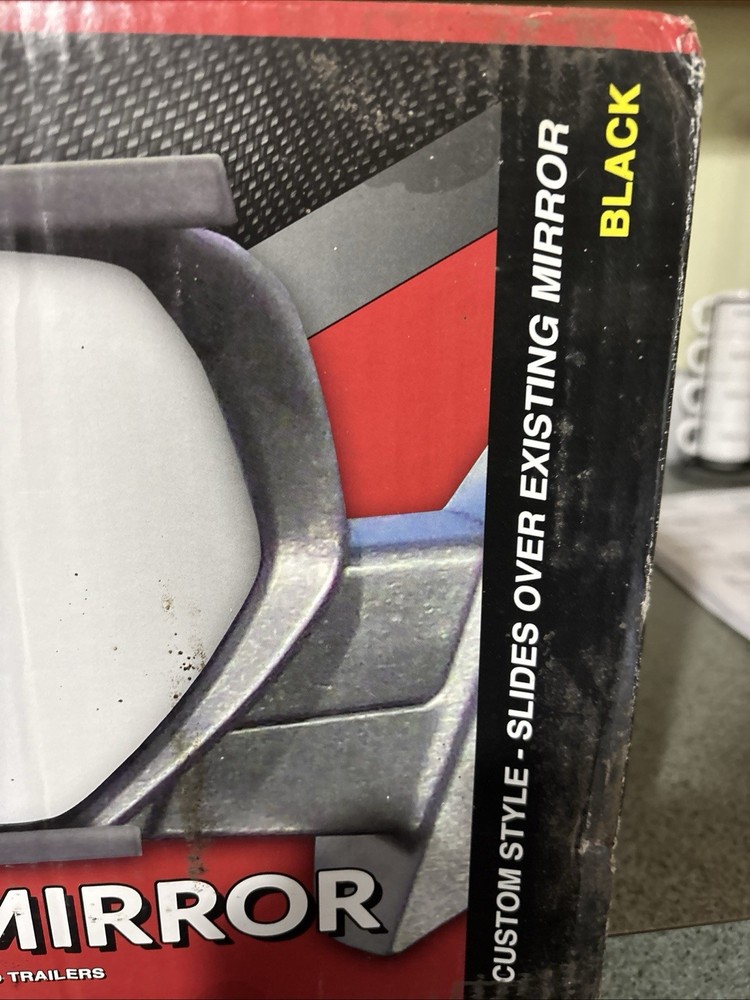 BLACK
CUSTOM STYLE - SLIDES OVER EXISTING MIRROR
MIRROR
TRAILERS